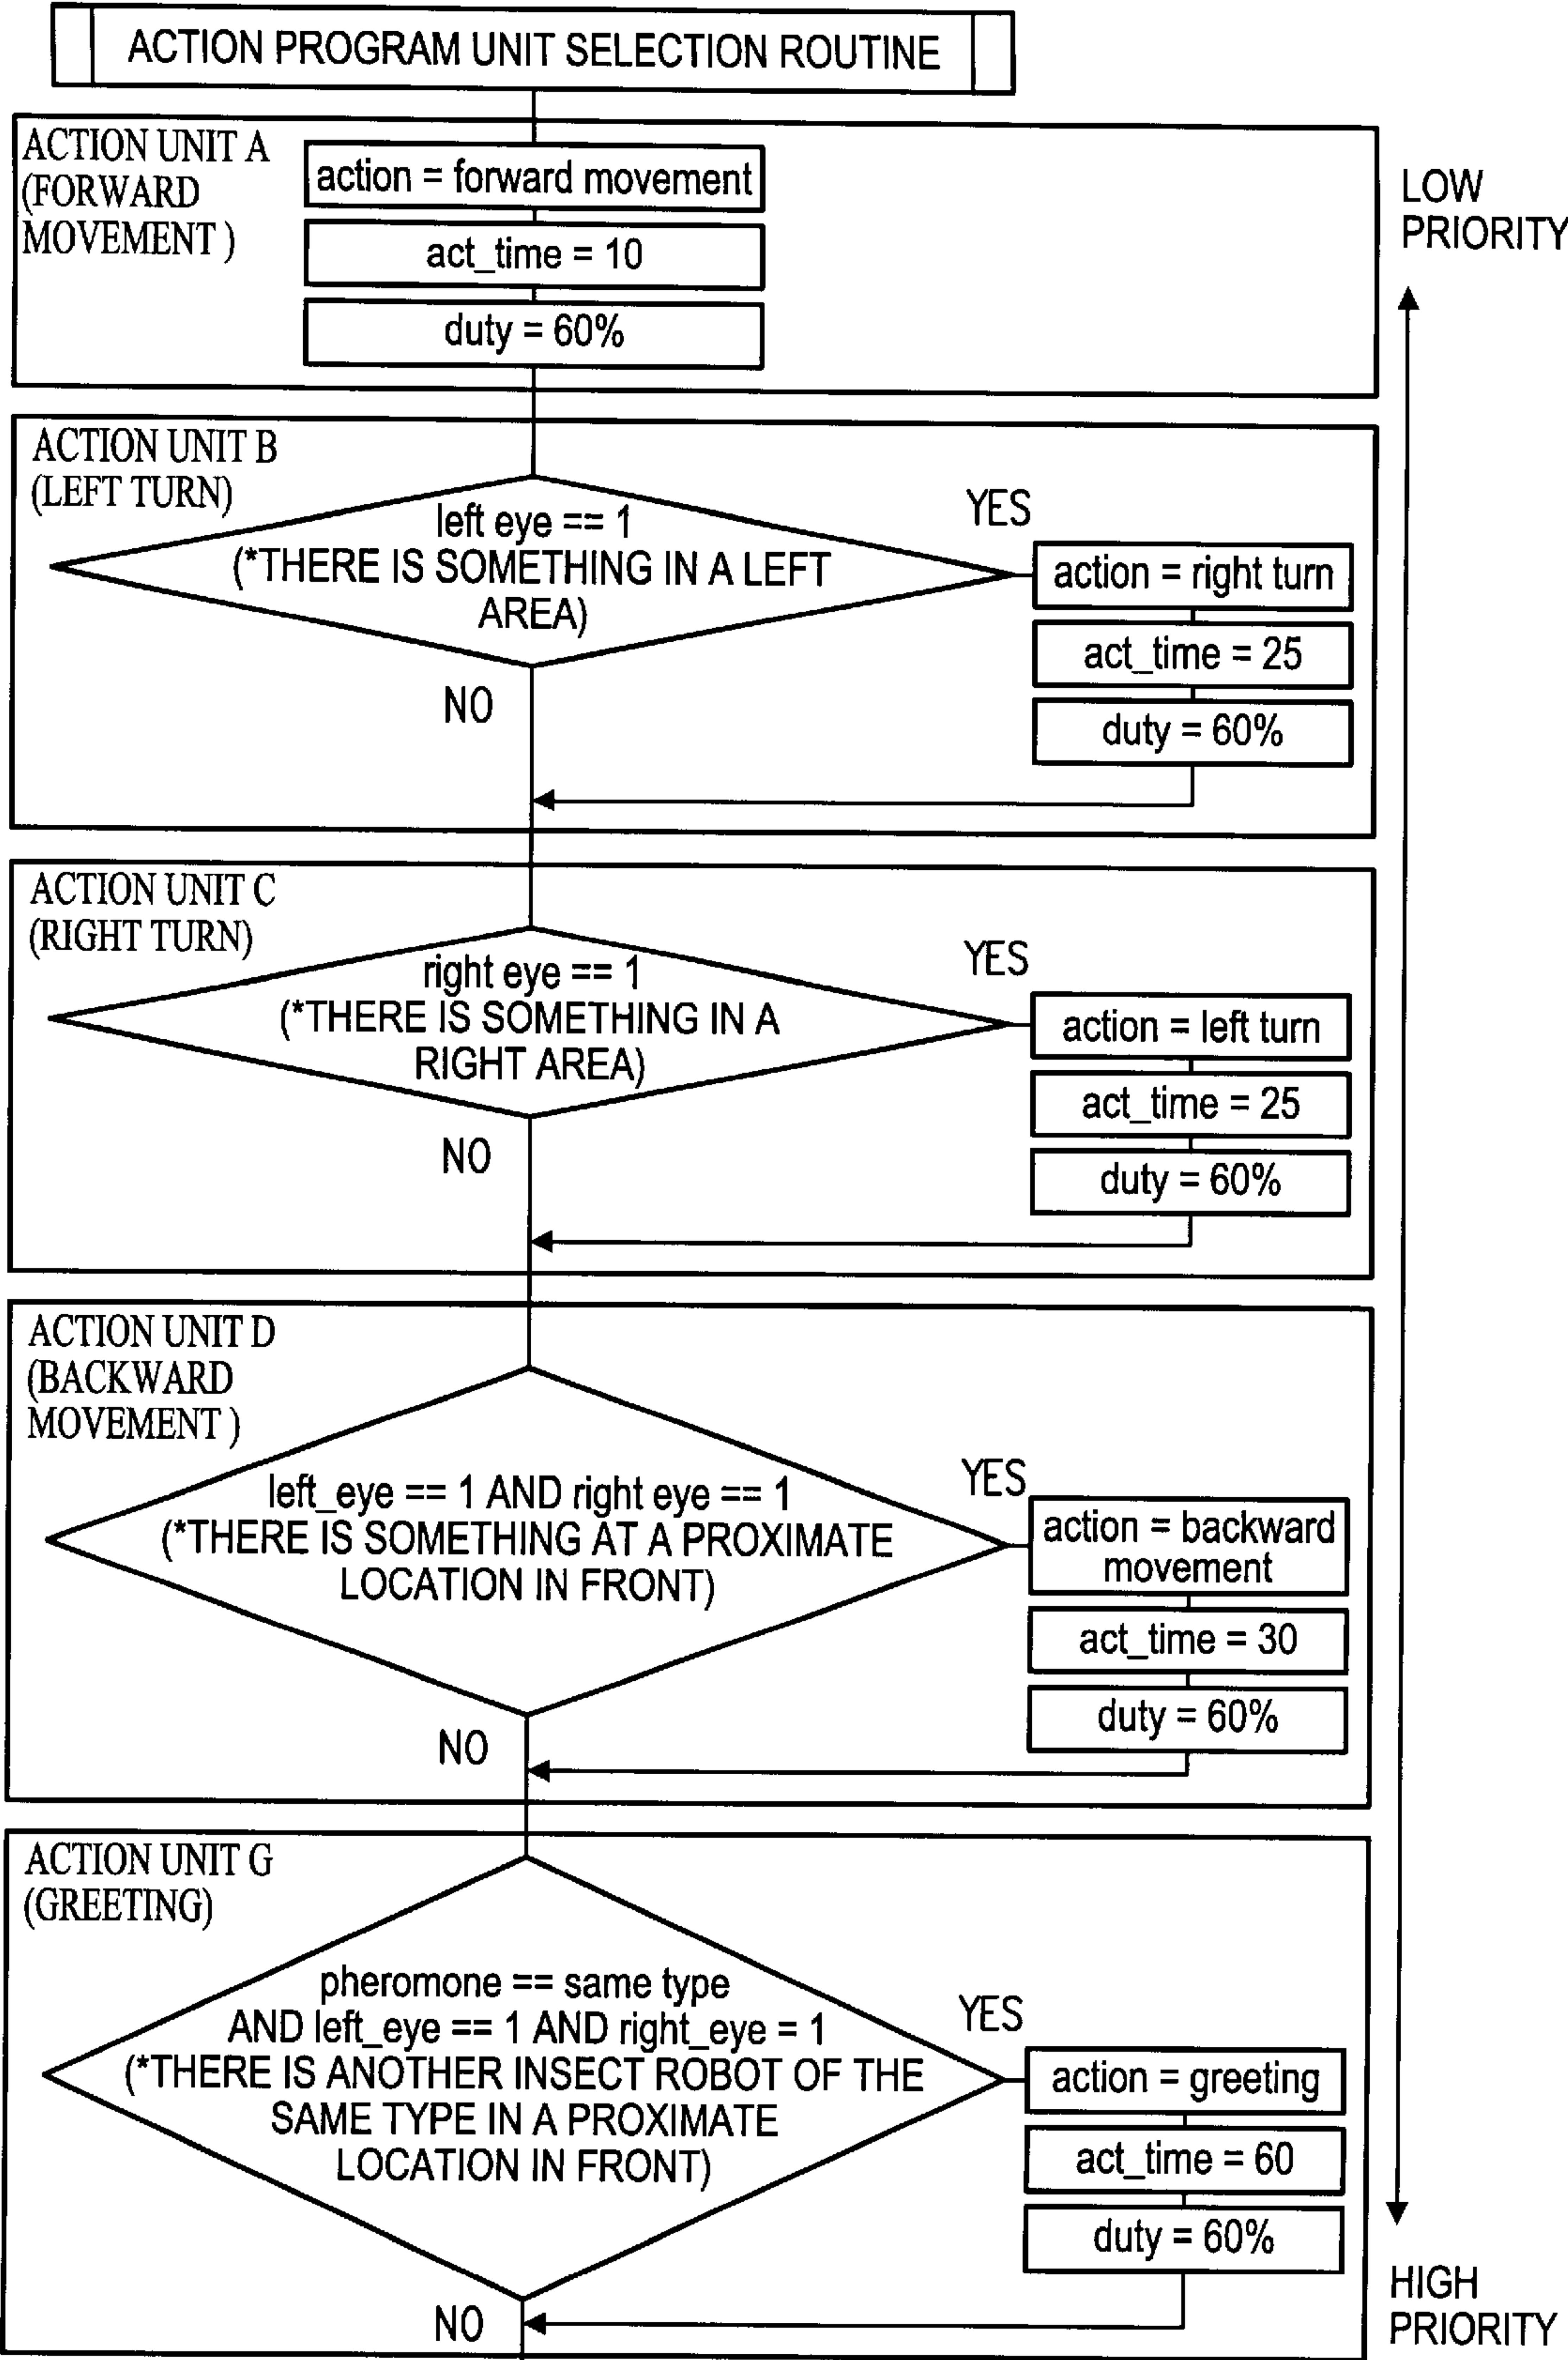 ACTION PROGRAM UNIT SELECTION ROUTINE
ACTION UNIT A
(FORWARD
MOVEMENT )
action = forward movement
act_time = 10
duty = 60%
LOW
PRIORITY
ACTION UNIT B
(LEFT TURN)
left eye == 1
(*THERE IS SOMETHING IN A LEFT
AREA)
YES
action = right turn
act_time = 25
duty = 60%
NO
ACTION UNIT C
(RIGHT TURN)
right eye == 1
(*THERE IS SOMETHING IN A
RIGHT AREA)
YES
action = left turn
act_time = 25
duty = 60%
NO
ACTION UNIT D
(BACKWARD
MOVEMENT )
left_eye == 1 AND right eye == 1
(*THERE IS SOMETHING AT A PROXIMATE
LOCATION IN FRONT)
YES
action = backward
movement
act_time = 30
duty = 60%
NO
ACTION UNIT G
(GREETING)
pheromone == same type
AND left_eye == 1 AND right_eye = 1
(*THERE IS ANOTHER INSECT ROBOT OF THE
SAME TYPE IN A PROXIMATE
LOCATION IN FRONT)
YES
action = greeting
act_time = 60
duty = 60%
NO
HIGH
PRIORITY